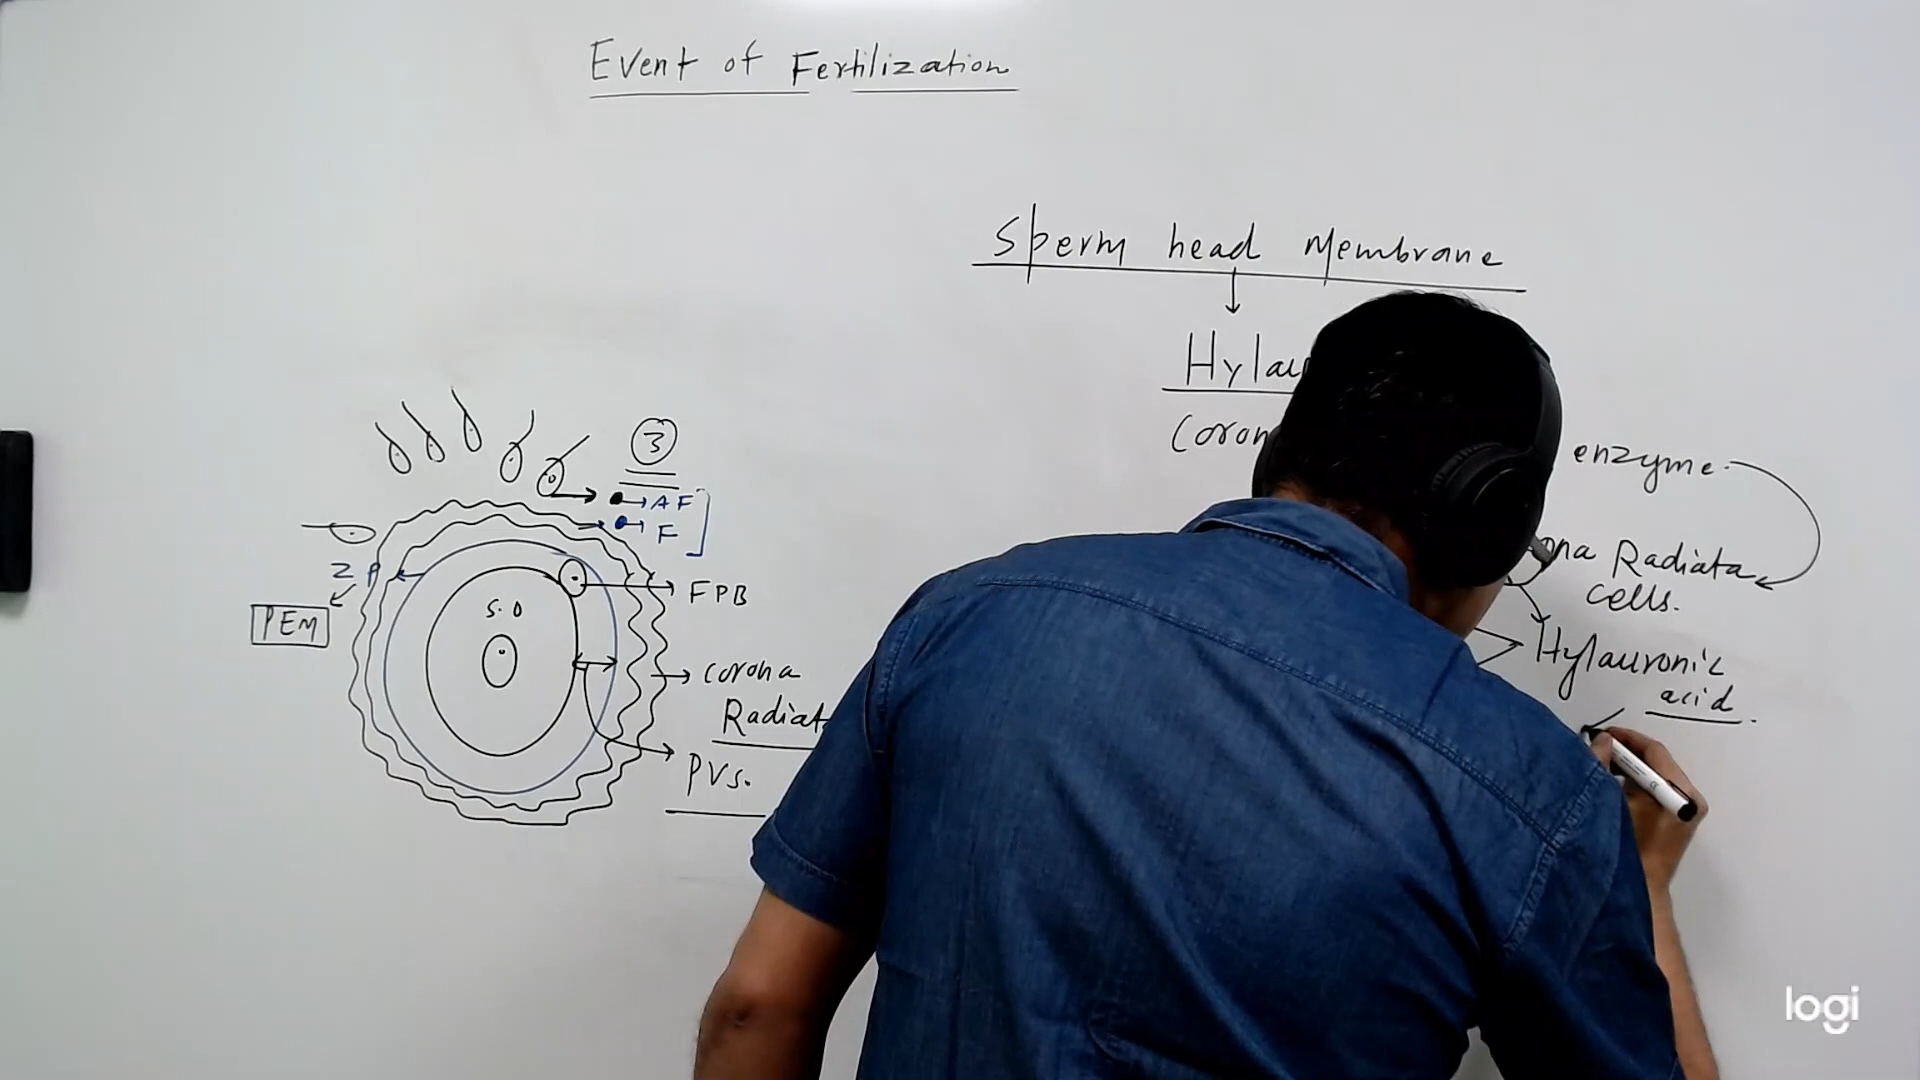 Event of Fertilization
Sperm head Membrane
Hylau
Coron
enzyme.
ona Radiata
cells.
Hylauronic
acid.
3
AF
F
Z P
PEM
S.O
FPB
corona
Radiat
PVS.
logi